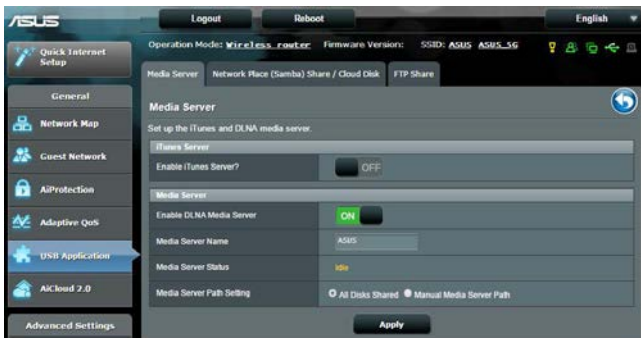 ASUS
Logout
Reboot
English
Quick Internet Setup
Operation Mode: Wireless router Firmware Version: SSID: ASUS ASUS_5G
Media Server
Network Place (Samba) Share / Cloud Disk
FTP Share
General
Network Map
Guest Network
AiProtection
Adaptive QoS
USB Application
AiCloud 2.0
Advanced Settings
Media Server
Set up the iTunes and DLNA media server.
iTunes Server
Enable iTunes Server? OFF
Media Server
Enable DLNA Media Server ON
Media Server Name ASUS
Media Server Status Idle
Media Server Path Setting All Disks Shared Manual Media Server Path
Apply